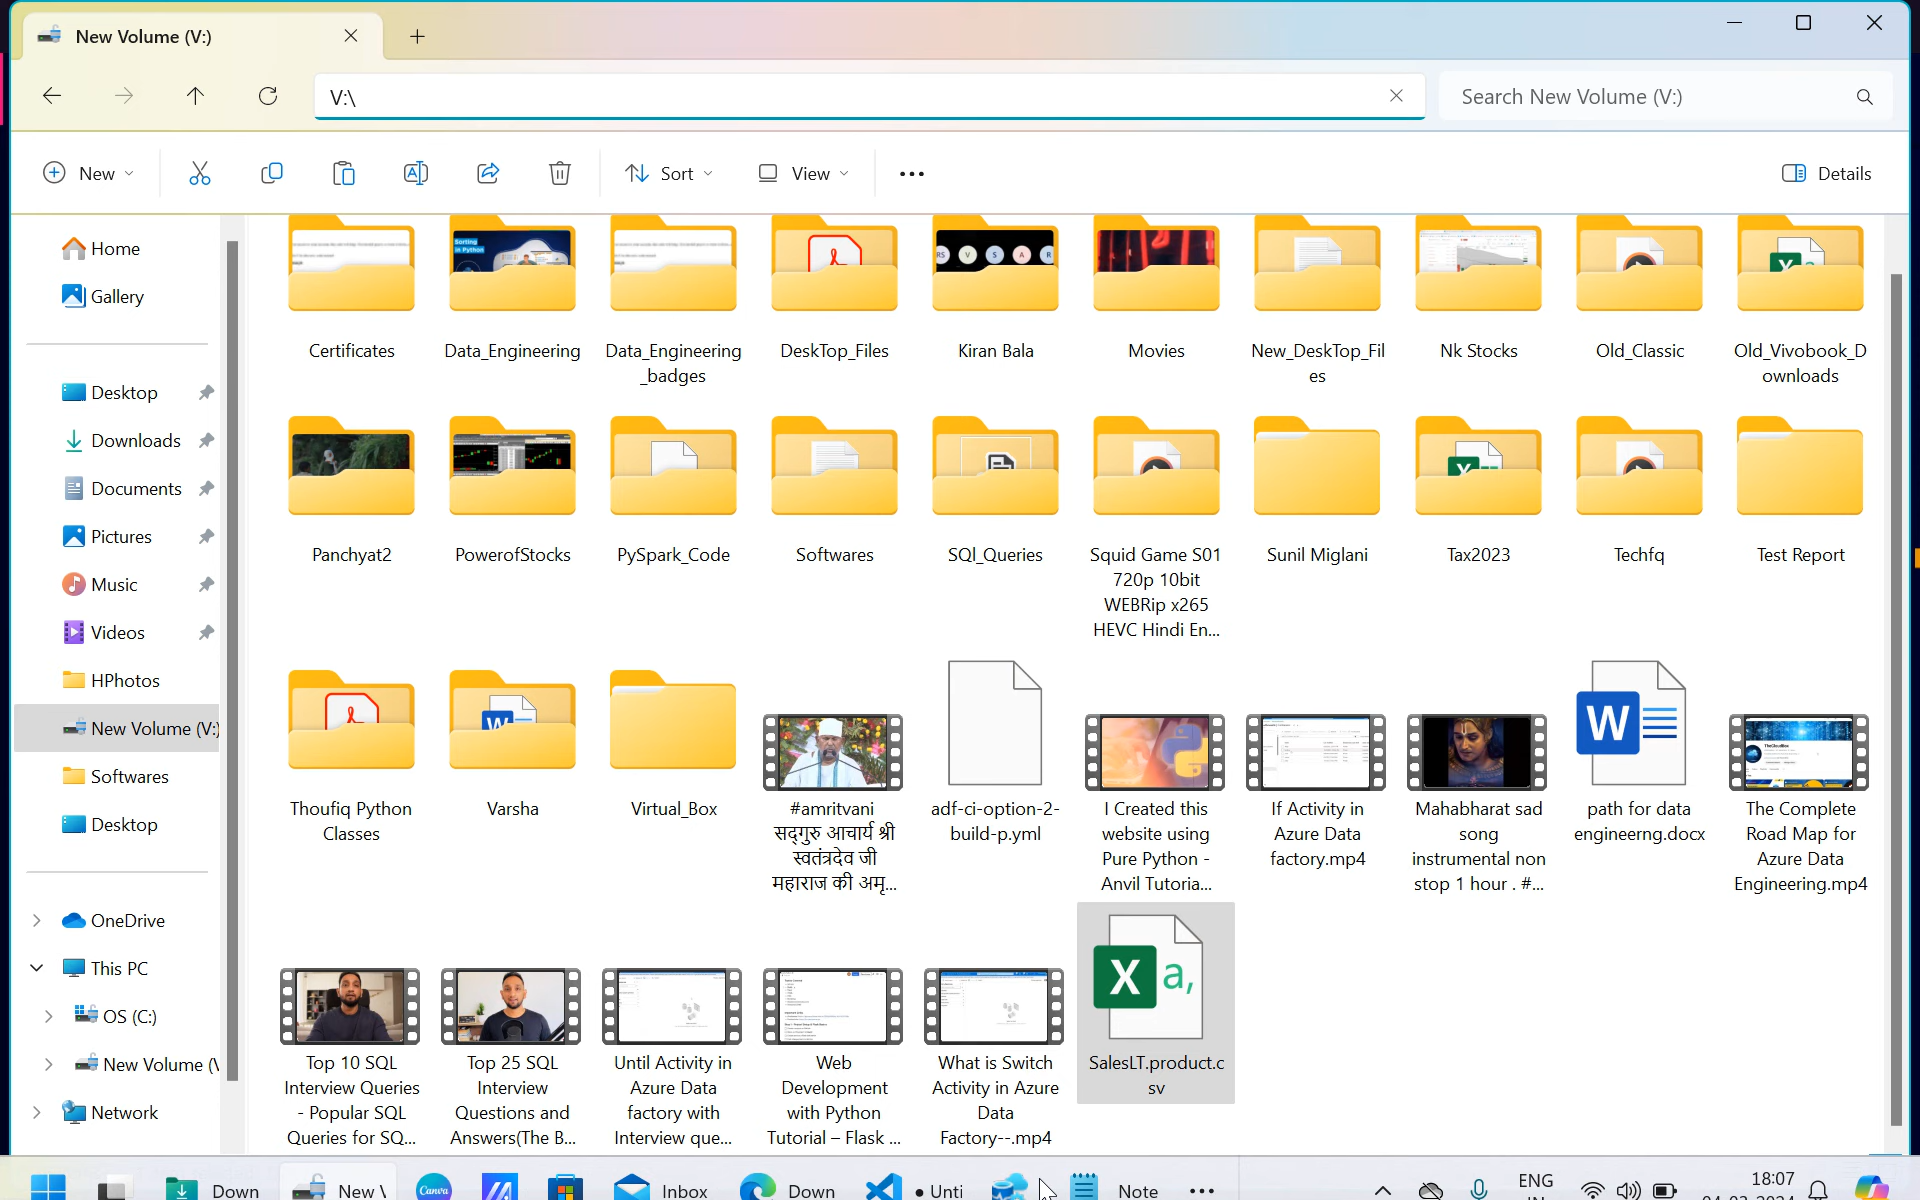 New Volume (V:)
V:\
Search New Volume (V:)
New
Sort
View
Details
Home
Gallery
Desktop
Downloads
Documents
Pictures
Music
Videos
HPhotos
New Volume (V:)
Softwares
Desktop
OneDrive
This PC
OS (C:)
New Volume (V
Network
Sorting
in Python
RS V S A R
Certificates
Data_Engineering
Data_Engineering
_badges
DeskTop_Files
Kiran Bala
Movies
New_DeskTop_Fil
es
Nk Stocks
Old_Classic
Old_Vivobook_D
ownloads
Panchyat2
PowerofStocks
PySpark_Code
Softwares
SQl_Queries
Squid Game S01
720p 10bit
WEBRip x265
HEVC Hindi En...
Sunil Miglani
Tax2023
Techfq
Test Report
Thoufiq Python
Classes
Varsha
Virtual_Box
#amritvani
सद्गुरु आचार्य श्री
स्वतंत्रदेव जी
महाराज की अमृ...
adf-ci-option-2-
build-p.yml
I Created this
website using
Pure Python -
Anvil Tutoria...
If Activity in
Azure Data
factory.mp4
Mahabharat sad
song
instrumental non
stop 1 hour . #...
path for data
engineerng.docx
The Complete
Road Map for
Azure Data
Engineering.mp4
Top 10 SQL
Interview Queries
- Popular SQL
Queries for SQ...
Top 25 SQL
Interview
Questions and
Answers(The B...
Until Activity in
Azure Data
factory with
Interview que...
Web
Development
with Python
Tutorial – Flask ...
What is Switch
Activity in Azure
Data
Factory--.mp4
SalesLT.product.c
sv
Down
New \
Canva
Inbox
Down
Unti
Note
ENG
18:07